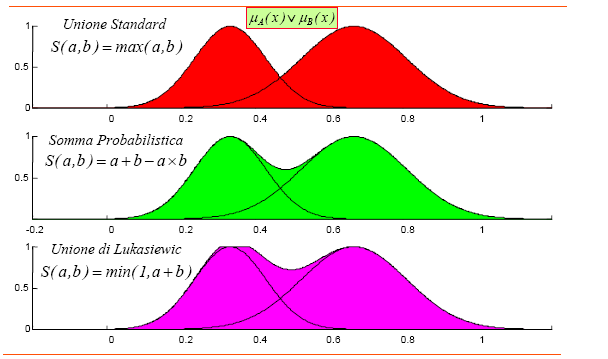 μA(x)∨μB(x)
1
Unione Standard
S(a,b)=max(a,b)
0.5
0
0 0.2 0.4 0.6 0.8 1
1
Somma Probabilistica
S(a,b)=a+b−a×b
0.5
-0.2 0 0.2 0.4 0.6 0.8 1
1
Unione di Lukasiewic
S(a,b)=min(1,a+b)
0.5
0
0 0.2 0.4 0.6 0.8 1